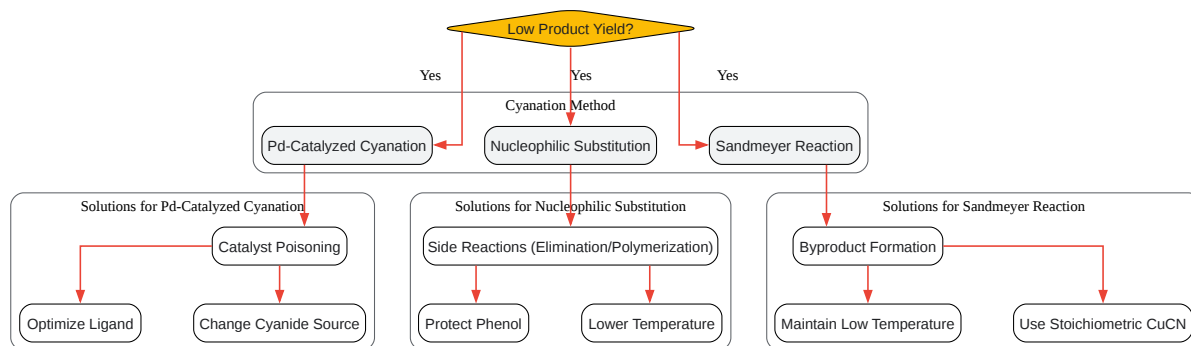 Low Product Yield?
Yes
Yes
Yes
Cyanation Method
Pd-Catalyzed Cyanation
Nucleophilic Substitution
Sandmeyer Reaction
Solutions for Pd-Catalyzed Cyanation
Solutions for Nucleophilic Substitution
Solutions for Sandmeyer Reaction
Catalyst Poisoning
Side Reactions (Elimination/Polymerization)
Byproduct Formation
Optimize Ligand
Change Cyanide Source
Protect Phenol
Lower Temperature
Maintain Low Temperature
Use Stoichiometric CuCN